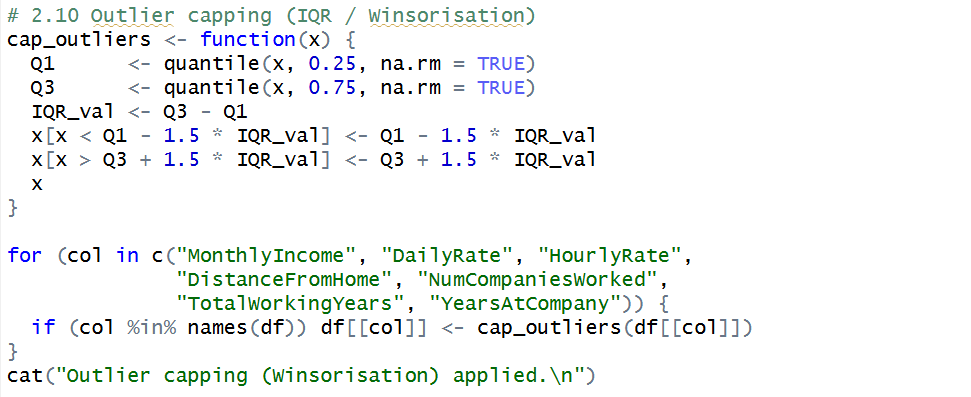 # 2.10 Outlier capping (IQR / Winsorisation)
cap_outliers <- function(x) {
  Q1      <- quantile(x, 0.25, na.rm = TRUE)
  Q3      <- quantile(x, 0.75, na.rm = TRUE)
  IQR_val <- Q3 - Q1
  x[x < Q1 - 1.5 * IQR_val] <- Q1 - 1.5 * IQR_val
  x[x > Q3 + 1.5 * IQR_val] <- Q3 + 1.5 * IQR_val
  x
}

for (col in c("MonthlyIncome", "DailyRate", "HourlyRate",
              "DistanceFromHome", "NumCompaniesWorked",
              "TotalWorkingYears", "YearsAtCompany")) {
  if (col %in% names(df)) df[[col]] <- cap_outliers(df[[col]])
}
cat("Outlier capping (Winsorisation) applied.\n")